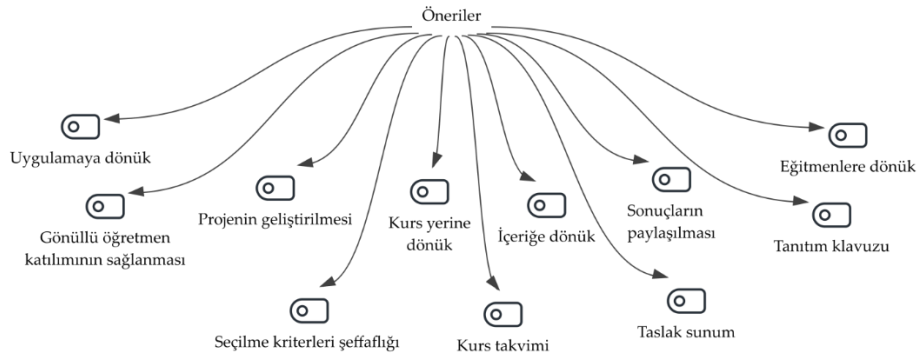 Öneriler
Uygulamaya dönük
Eğitmenlere dönük
Projenin geliştirilmesi
Kurs yerine
dönük
İçeriğe dönük
Sonuçların
paylaşılması
Gönüllü öğretmen
katılımının sağlanması
Tanıtım klavuzu
Seçilme kriterleri şeffaflığı
Kurs takvimi
Taslak sunum